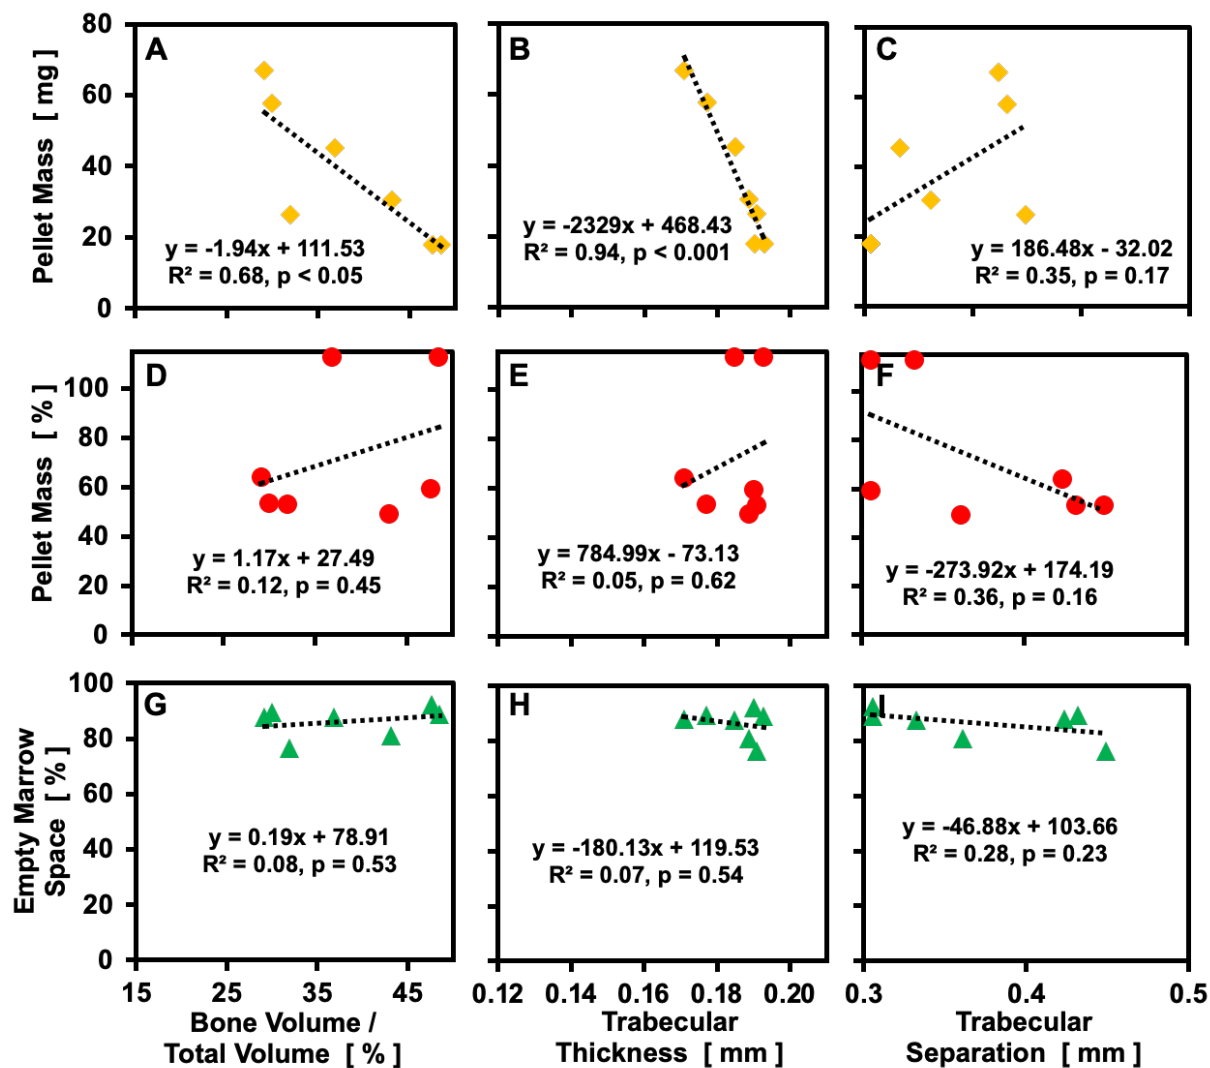 A
B
C
80
60
40
20
0
Pellet Mass [ mg ]
y = -1.94x + 111.53
R² = 0.68, p < 0.05
y = -2329x + 468.43
R² = 0.94, p < 0.001
y = 186.48x - 32.02
R² = 0.35, p = 0.17
D
E
F
100
80
60
40
20
0
Pellet Mass [ % ]
y = 1.17x + 27.49
R² = 0.12, p = 0.45
y = 784.99x - 73.13
R² = 0.05, p = 0.62
y = -273.92x + 174.19
R² = 0.36, p = 0.16
G
H
I
100
80
60
40
20
0
Empty Marrow
Space [ % ]
y = 0.19x + 78.91
R² = 0.08, p = 0.53
y = -180.13x + 119.53
R² = 0.07, p = 0.54
y = -46.88x + 103.66
R² = 0.28, p = 0.23
15 25 35 45
0.12 0.14 0.16 0.18 0.20
0.3 0.4 0.5
Bone Volume /
Total Volume [ % ]
Trabecular
Thickness [ mm ]
Trabecular
Separation [ mm ]